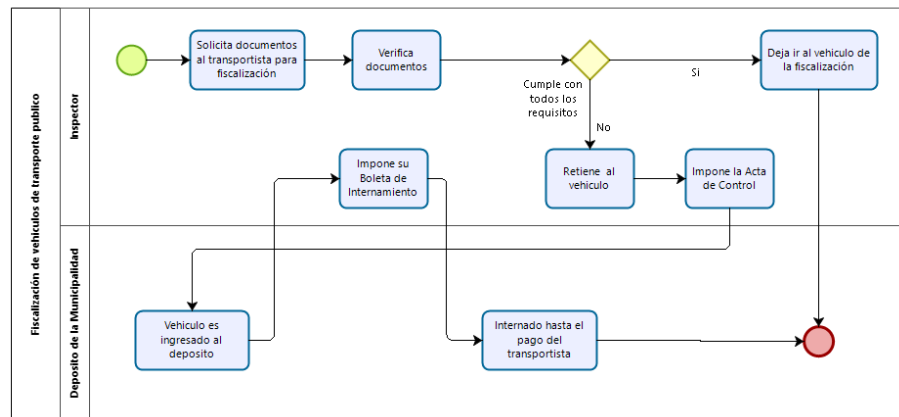 Fiscalización de vehiculos de transporte publico
Inspector
Solicita documentos
al transportista para
fiscalización
Verifica
documentos
Cumple con
todos los
requisitos
Si
No
Deja ir al vehiculo de
la fiscalización
Retiene al
vehiculo
Impone la Acta
de Control
Impone su
Boleta de
Internamiento
Deposito de la Municipalidad
Vehiculo es
ingresado al
deposito
Internado hasta el
pago del
transportista